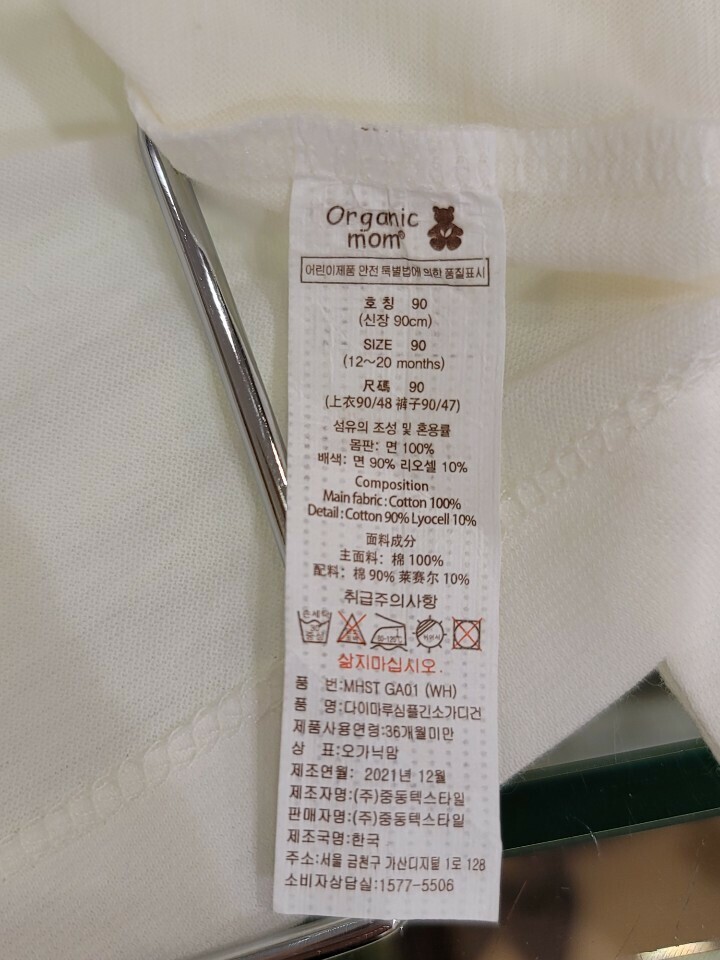 Organic
mom®
어린이제품 안전 특별법에 의한 품질표시
호 칭 90
(신장 90cm)
SIZE 90
(12~20 months)
尺碼 90
(上衣90/48 裤子90/47)
섬유의 조성 및 혼용률
몸판: 면 100%
배색: 면 90% 리오셀 10%
Composition
Main fabric : Cotton 100%
Detail : Cotton 90% Lyocell 10%
面料成分
主面料: 棉 100%
配料: 棉 90% 莱赛尔 10%
취급주의사항
손세탁
30
중성
80-120℃
삶지마십시오.
품 번:MHST GA01 (WH)
품 명:다이마루심플긴소가디건
제품사용연령:36개월미만
상 표:오가닉맘
제조연월: 2021년 12월
제조자명:(주)중동텍스타일
판매자명:(주)중동텍스타일
제조국명:한국
주소:서울 금천구 가산디지털 1로 128
소비자상담실:1577-5506